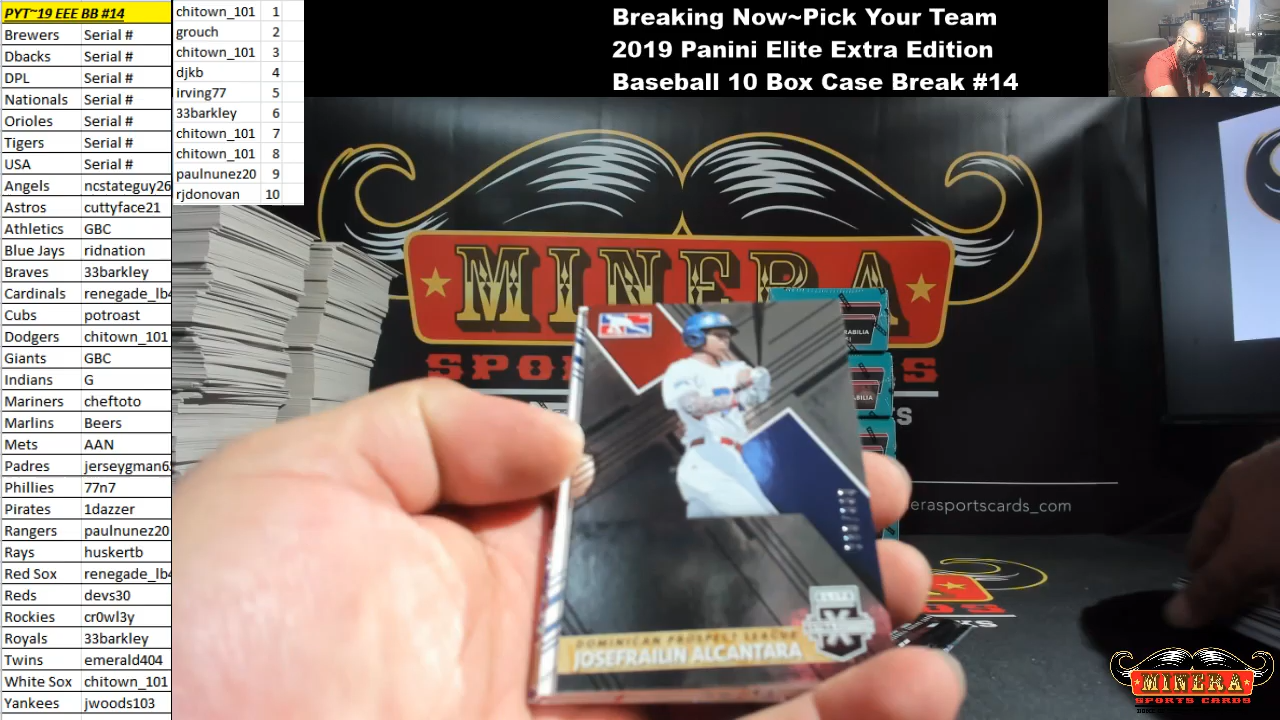 PYT~19 EEE BB #14
Brewers Serial #
Dbacks Serial #
DPL Serial #
Nationals Serial #
Orioles Serial #
Tigers Serial #
USA Serial #
Angels ncstateguy26
Astros cuttyface21
Athletics GBC
Blue Jays ridnation
Braves 33barkley
Cardinals renegade_lb4
Cubs potroast
Dodgers chitown_101
Giants GBC
Indians G
Mariners cheftoto
Marlins Beers
Mets AAN
Padres jerseygman6
Phillies 77n7
Pirates 1dazzer
Rangers paulnunez20
Rays huskertb
Red Sox renegade_lb4
Reds devs30
Rockies cr0wl3y
Royals 33barkley
Twins emerald404
White Sox chitown_101
Yankees jwoods103
chitown_101 1
grouch 2
chitown_101 3
djkb 4
irving77 5
33barkley 6
chitown_101 7
chitown_101 8
paulnunez20 9
rjdonovan 10
Breaking Now~Pick Your Team
2019 Panini Elite Extra Edition
Baseball 10 Box Case Break #14
MINERA
erasportscards_com
DOMINICAN PROSPECT LEAGUE
JOSEFRAILIN ALCANTARA
MINERA
SPORTS CARDS